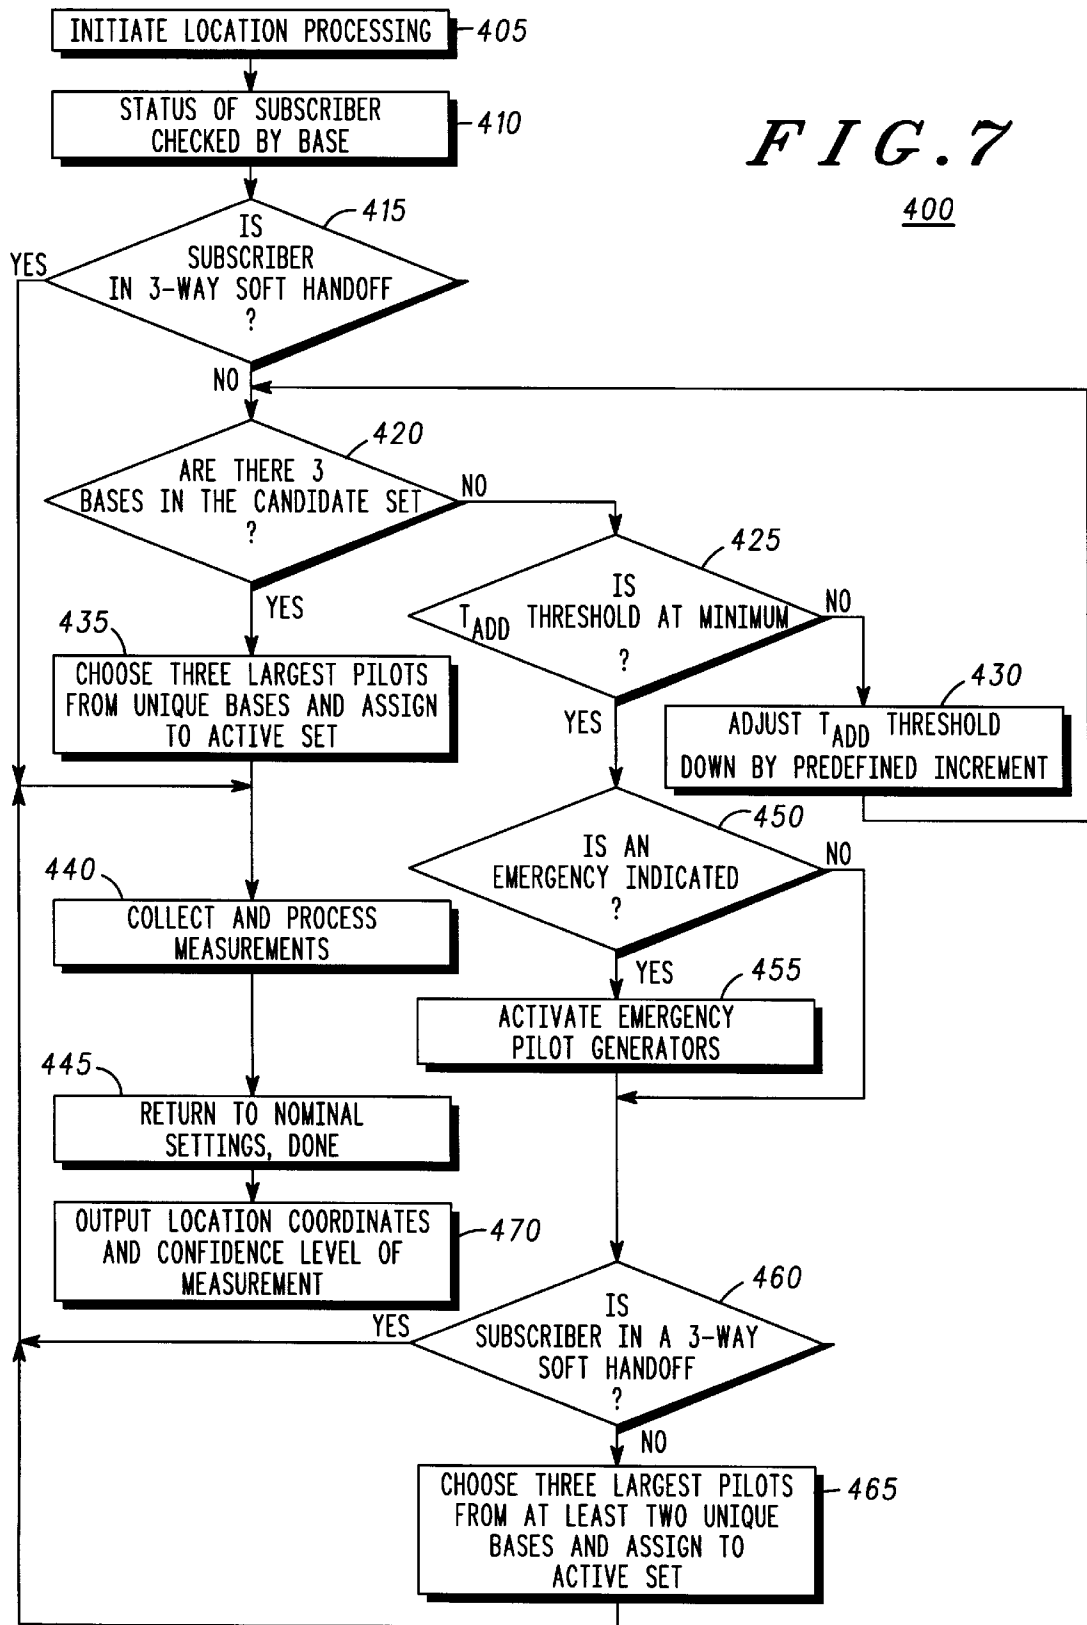 INITIATE LOCATION PROCESSING
405
STATUS OF SUBSCRIBER
CHECKED BY BASE
410
FIG.7
400
415
IS
SUBSCRIBER
IN 3-WAY SOFT HANDOFF
?
YES
NO
420
ARE THERE 3
BASES IN THE CANDIDATE SET
?
NO
YES
425
IS
TADD THRESHOLD AT MINIMUM
?
NO
YES
435
CHOOSE THREE LARGEST PILOTS
FROM UNIQUE BASES AND ASSIGN
TO ACTIVE SET
430
ADJUST TADD THRESHOLD
DOWN BY PREDEFINED INCREMENT
450
IS AN
EMERGENCY INDICATED
?
NO
YES
440
COLLECT AND PROCESS
MEASUREMENTS
455
ACTIVATE EMERGENCY
PILOT GENERATORS
445
RETURN TO NOMINAL
SETTINGS, DONE
OUTPUT LOCATION COORDINATES
AND CONFIDENCE LEVEL OF
MEASUREMENT
470
460
IS
SUBSCRIBER IN A 3-WAY
SOFT HANDOFF
?
YES
NO
CHOOSE THREE LARGEST PILOTS
FROM AT LEAST TWO UNIQUE
BASES AND ASSIGN TO
ACTIVE SET
465